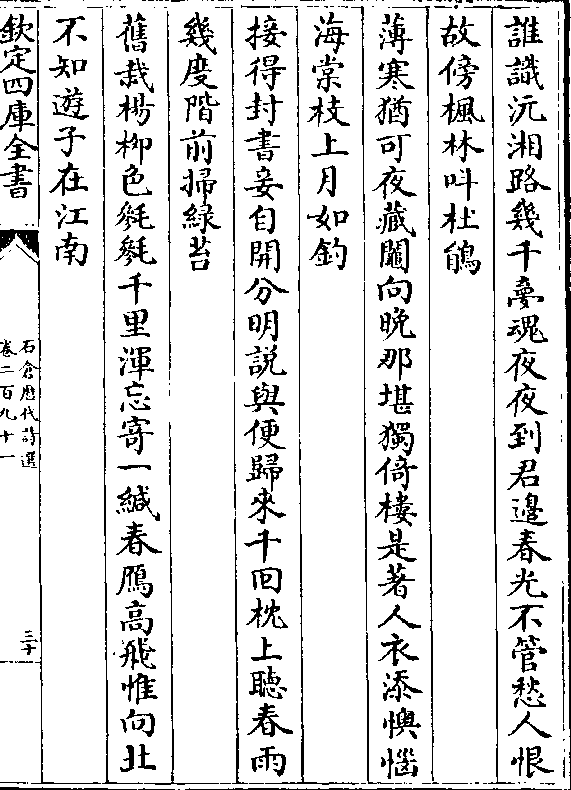 誰識沅湘路幾千夢魂夜夜到君邊春光不管愁人恨
故傍楓林呌杜鵑
薄寒猶可夜藏鬮向晚那堪獨倚樓是著人衣添懊惱
海棠枝上月如鈎
接得封書妾自開分明説與便歸來千回枕上聽春雨
幾度階前掃緑苔
舊栽楊柳色毿毿千里渾忘寄一緘春鴈髙飛惟向北
不知遊子在江南
欽定四庫全書
石倉歷代詩選
卷二百九十一
三十